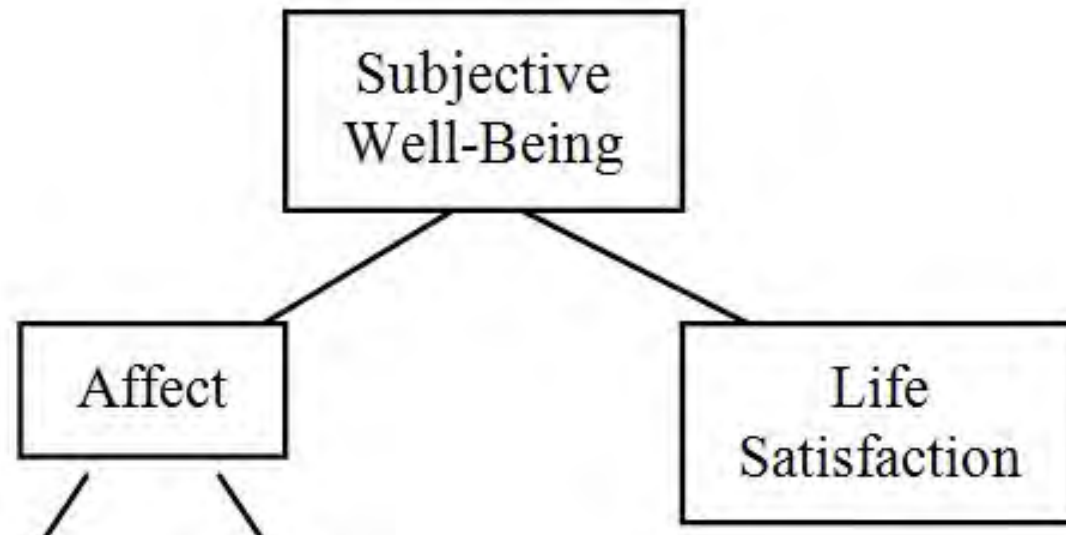 Subjective
Well-Being
Affect
Life
Satisfaction